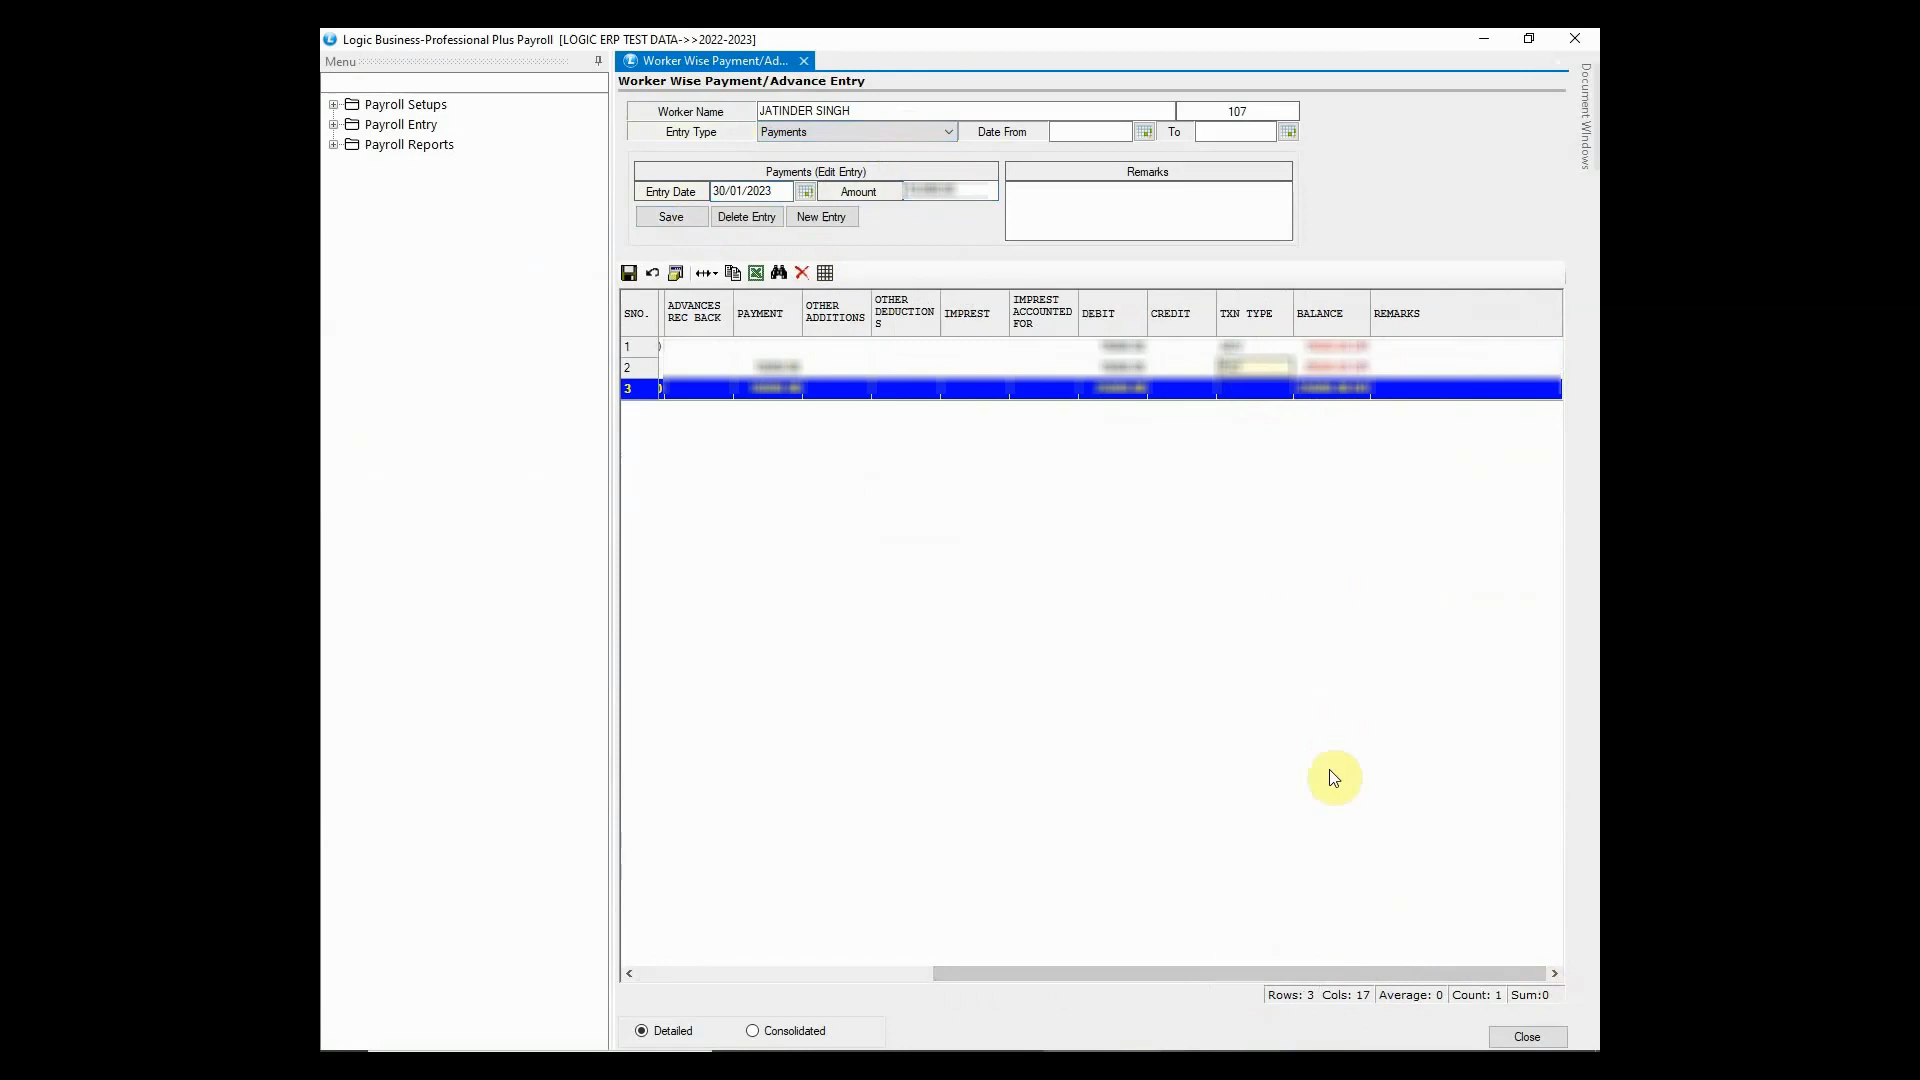 Logic Business-Professional Plus Payroll [LOGIC ERP TEST DATA->>2022-2023]
Menu
Worker Wise Payment/Ad...
Document Windows
Payroll Setups
Payroll Entry
Payroll Reports
Worker Wise Payment/Advance Entry
Worker Name JATINDER SINGH 107
Entry Type Payments Date From To
Payments (Edit Entry) Remarks
Entry Date 30/01/2023 Amount
Save Delete Entry New Entry
SNO. ADVANCES REC BACK PAYMENT OTHER ADDITIONS OTHER DEDUCTIONS IMPREST IMPREST ACCOUNTED FOR DEBIT CREDIT TXN TYPE BALANCE REMARKS
1
2
3
Rows: 3 Cols: 17 Average: 0 Count: 1 Sum:0
Detailed Consolidated
Close